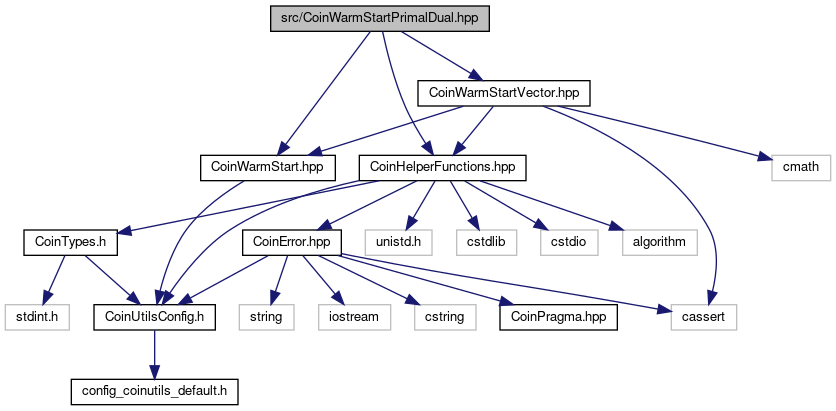 src/CoinWarmStartPrimalDual.hpp
CoinWarmStartVector.hpp
CoinWarmStart.hpp
CoinHelperFunctions.hpp
cmath
CoinTypes.h
CoinError.hpp
unistd.h
cstdlib
cstdio
algorithm
stdint.h
CoinUtilsConfig.h
string
iostream
cstring
CoinPragma.hpp
cassert
config_coinutils_default.h